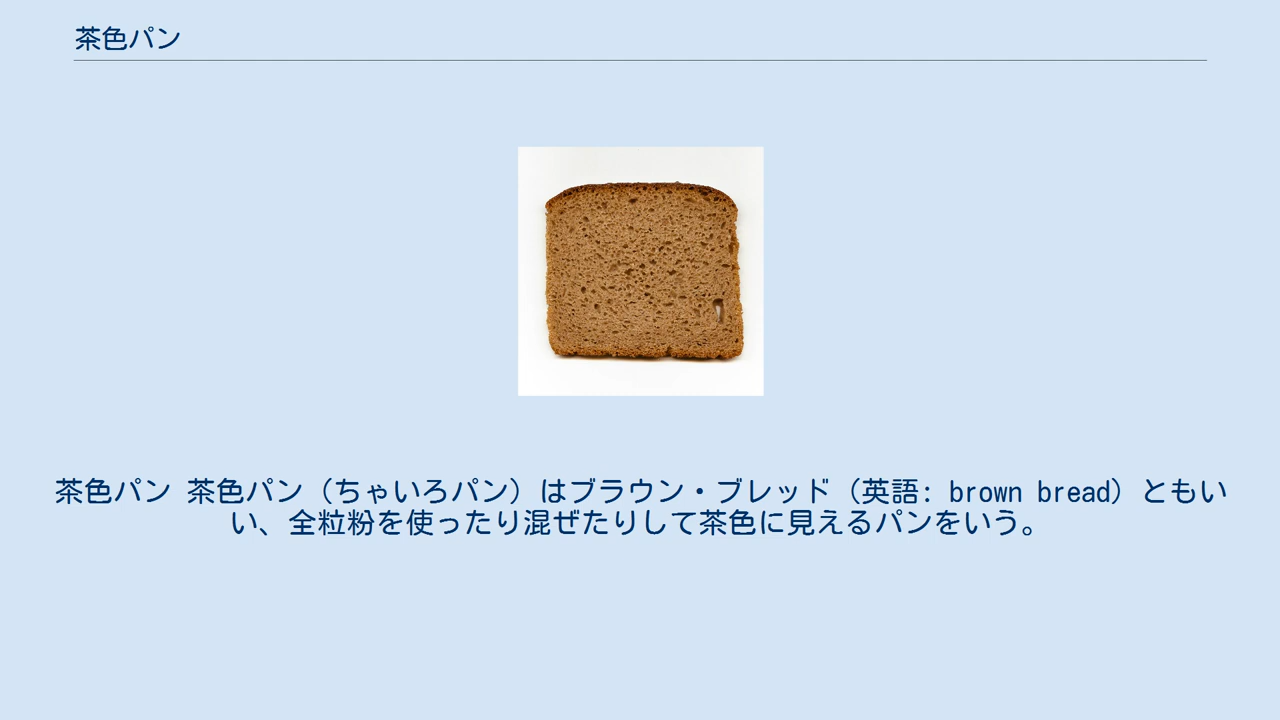 茶色パン
茶色パン 茶色パン（ちゃいろパン）はブラウン・ブレッド（英語: brown bread）ともい
い、全粒粉を使ったり混ぜたりして茶色に見えるパンをいう。